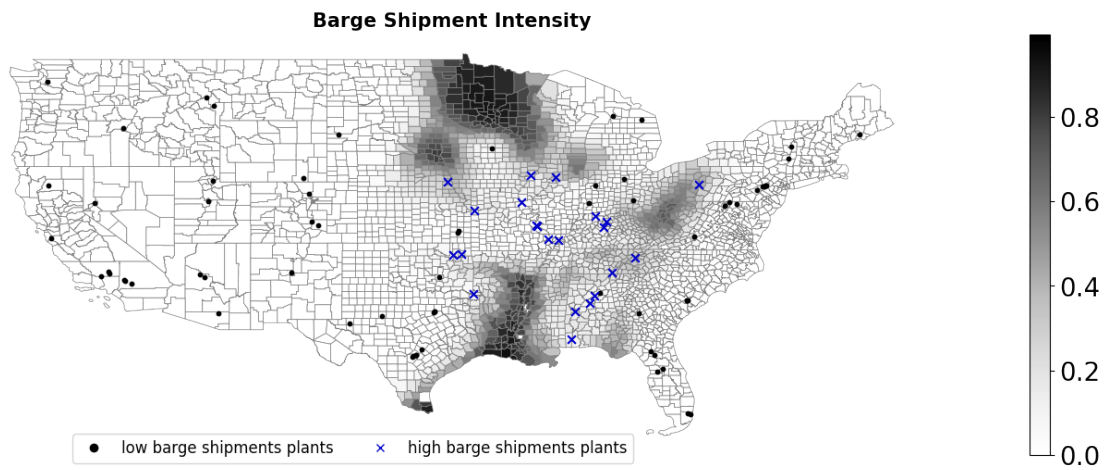 Barge Shipment Intensity
0.8
0.6
0.4
0.2
0.0
low barge shipments plants
high barge shipments plants